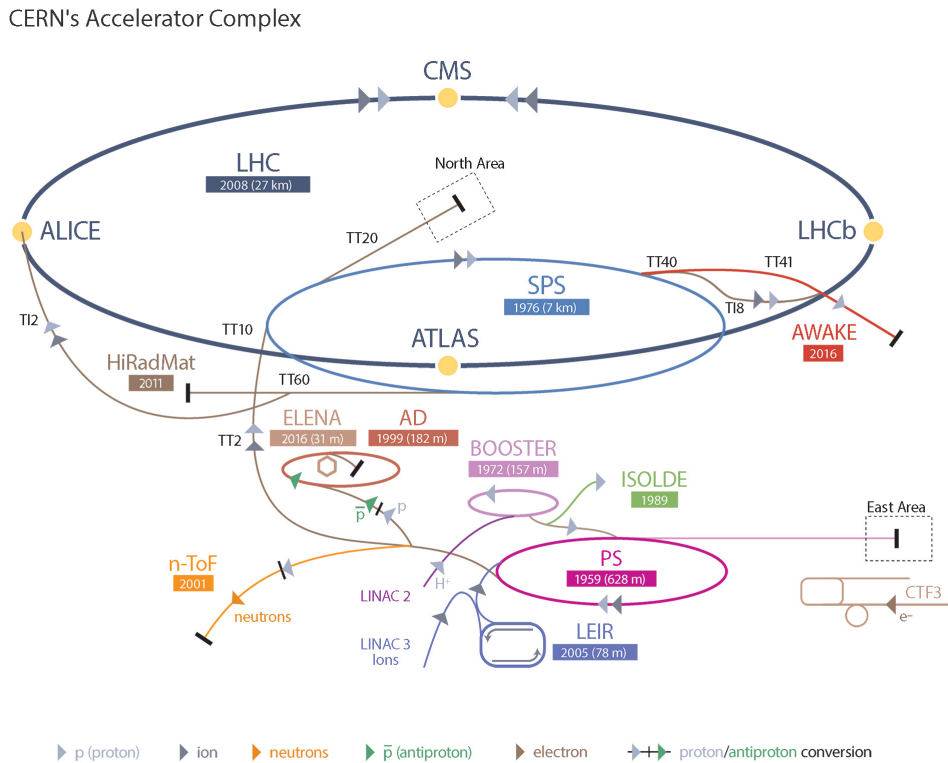 CERN's Accelerator Complex
CMS
LHC
2008 (27 km)
North Area
ALICE
LHCb
TT20
TT40
TT41
SPS
1976 (7 km)
TI8
TI2
TT10
ATLAS
AWAKE
2016
HiRadMat
2011
TT60
ELENA
2016 (31 m)
AD
1999 (182 m)
TT2
BOOSTER
1972 (157 m)
ISOLDE
1989
p
p̅
East Area
n-ToF
2001
PS
1959 (628 m)
H⁺
LINAC 2
neutrons
CTF3
e⁻
LINAC 3
Ions
LEIR
2005 (78 m)
p (proton)
ion
neutrons
p̅ (antiproton)
electron
proton/antiproton conversion